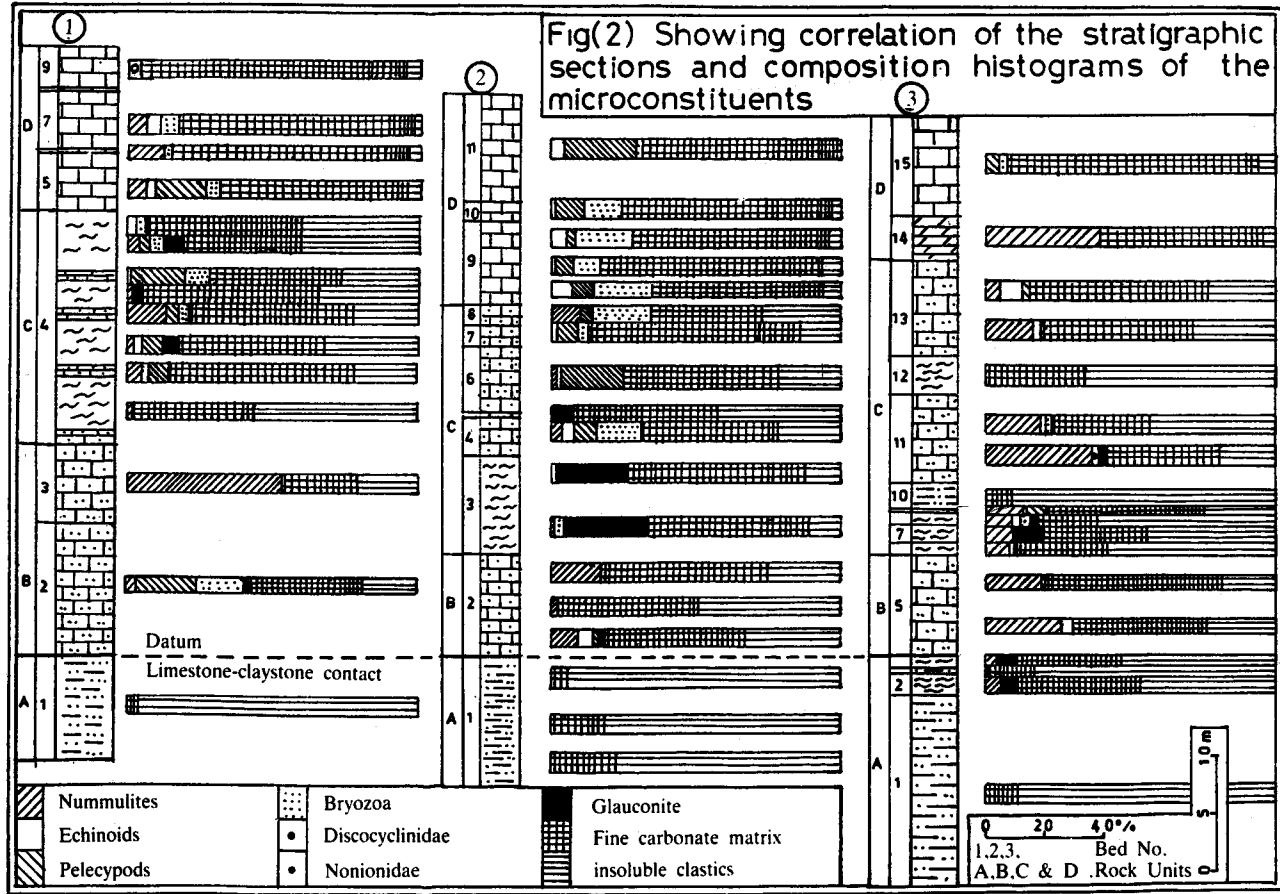 Fig(2) Showing correlation of the stratigraphic
sections and composition histograms of the
microconstituents
1
D
9
7
5
C
4
B
3
2
A
1
Datum
Limestone-claystone contact
2
D
11
10
9
C
8
7
6
4
3
B
2
A
1
3
D
15
14
C
13
12
11
10
7
B
5
A
2
1
Nummulites
Echinoids
Pelecypods
Bryozoa
Discocyclinidae
Nonionidae
Glauconite
Fine carbonate matrix
insoluble clastics
0 20 40%
1,2,3, Bed No.
A,B,C & D .Rock Units
10m
5
0